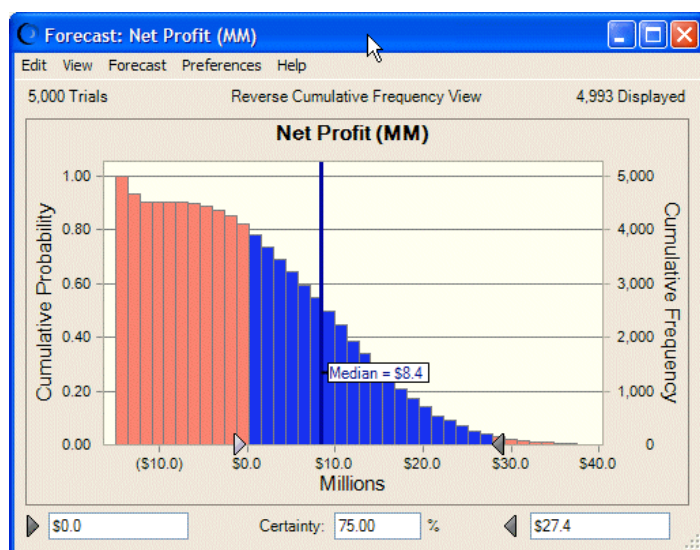 Forecast: Net Profit (MM)
Edit View Forecast Preferences Help
5,000 Trials Reverse Cumulative Frequency View 4,993 Displayed
Net Profit (MM)
Cumulative Probability
1.00
0.80
0.60
0.40
0.20
0.00
Median = $8.4
5,000
4,000
3,000
2,000
1,000
0
Cumulative Frequency
($10.0) $0.0 $10.0 $20.0 $30.0 $40.0
Millions
$0.0 Certainty: 75.00 % $27.4